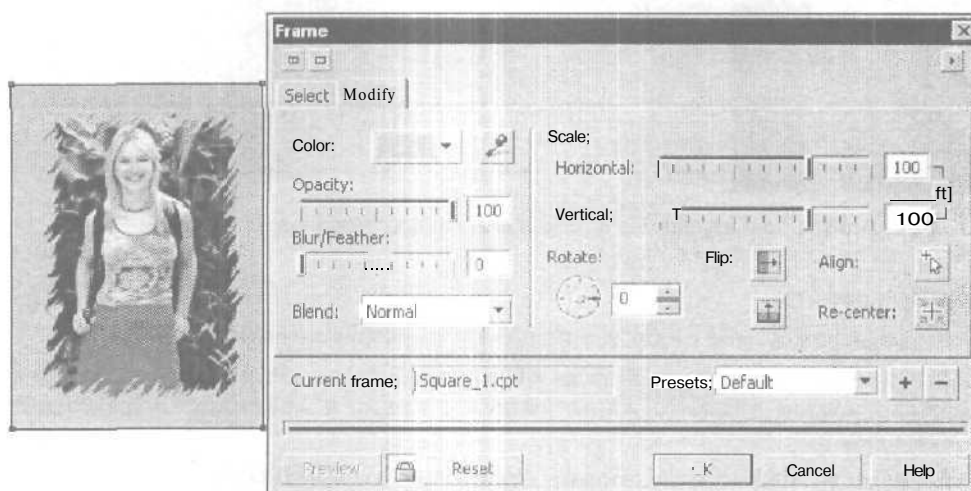 Frame
Select Modify
Color:
Opacity:
100
Blur/Feather:
0
Blend: Normal
Scale;
Horizontal: 100
ft]
Vertical; 100
Rotate: 0
Flip:
Align:
Re-center:
Current frame; Square_1.cpt
Presets; Default
Preview Reset Cancel Help